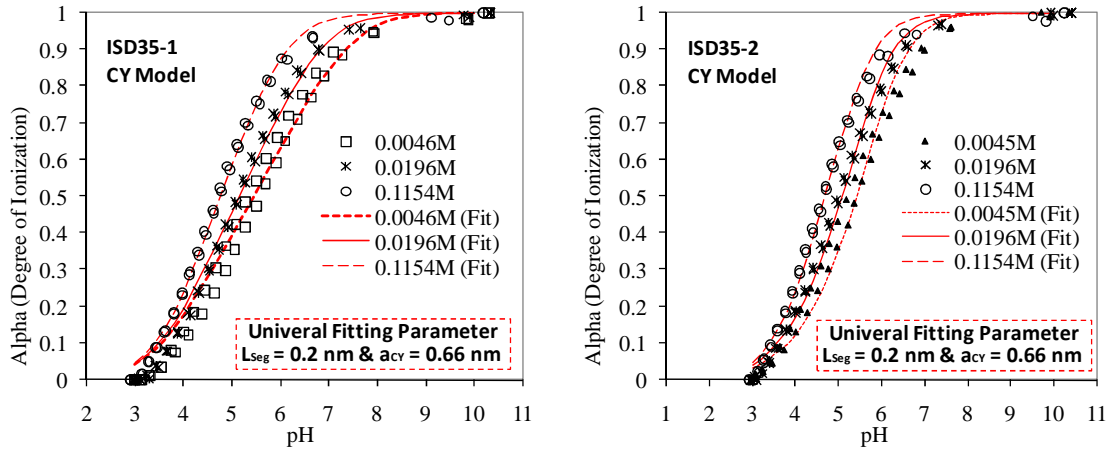 ISD35-1
CY Model
Alpha (Degree of Ionization)
1
0.9
0.8
0.7
0.6
0.5
0.4
0.3
0.2
0.1
0
0.0046M
0.0196M
0.1154M
0.0046M (Fit)
0.0196M (Fit)
0.1154M (Fit)
Univeral Fitting Parameter
LSeg = 0.2 nm & aCY = 0.66 nm
2 3 4 5 6 7 8 9 10 11
pH
ISD35-2
CY Model
Alpha (Degree of Ionization)
1
0.9
0.8
0.7
0.6
0.5
0.4
0.3
0.2
0.1
0
0.0045M
0.0196M
0.1154M
0.0045M (Fit)
0.0196M (Fit)
0.1154M (Fit)
Univeral Fitting Parameter
LSeg = 0.2 nm & aCY = 0.66 nm
2 3 4 5 6 7 8 9 10 11
pH